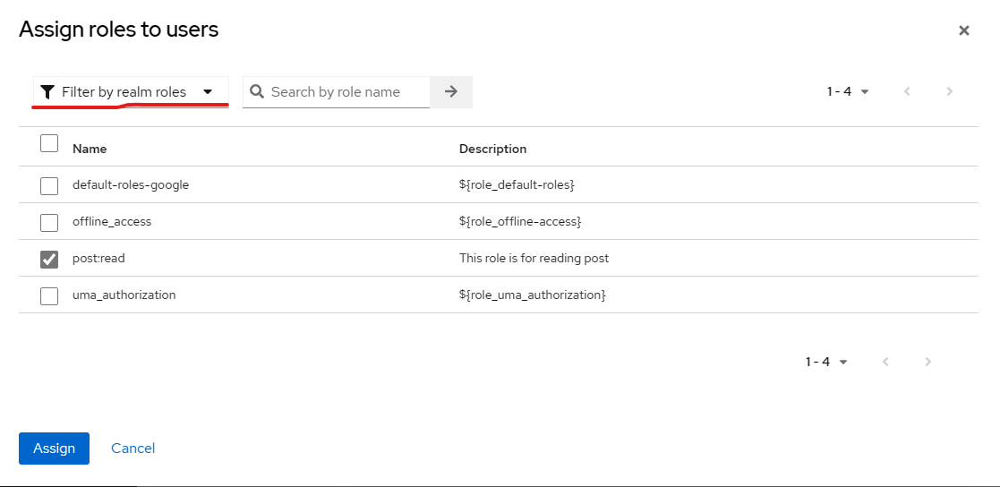 Assign roles to users
Filter by realm roles Search by role name 1 - 4
Name Description
default-roles-google ${role_default-roles}
offline_access ${role_offline-access}
post:read This role is for reading post
uma_authorization ${role_uma_authorization}
1 - 4
Assign Cancel